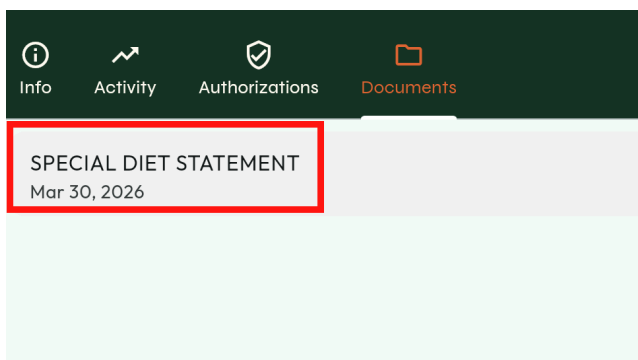 Info Activity Authorizations Documents
SPECIAL DIET STATEMENT
Mar 30, 2026